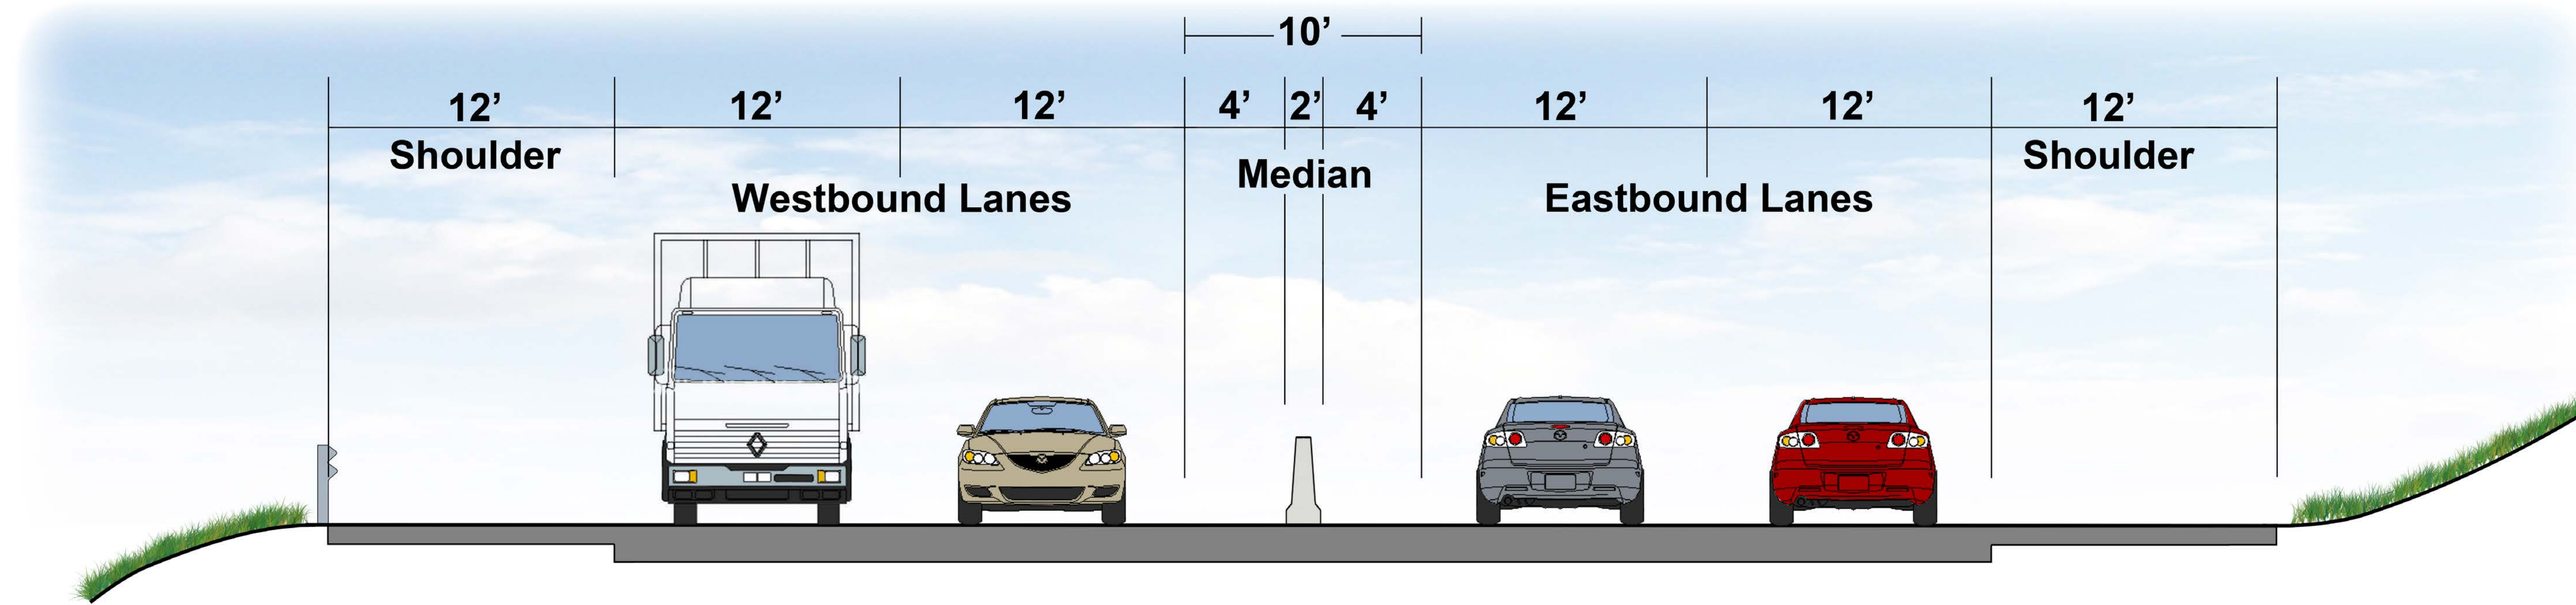 10’
12’ 12’ 12’ 4’ 2’ 4’ 12’ 12’ 12’
Shoulder Median Shoulder
Westbound Lanes Eastbound Lanes